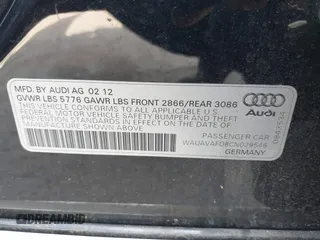 MFD. BY AUDI AG 02 12
GVWR LBS 5776 GAWR LBS FRONT 2866/REAR 3086
THIS VEHICLE CONFORMS TO ALL APPLICABLE
FEDERAL MOTOR VEHICLE
SAFETY BUMPER AND THEFT
PREVENTION STANDARDS IN EFFECT ON THE
DATE OF MANUFACTURE SHOWN ABOVE
Audi
PASSENGER CAR
GERMANY
DREAMBID